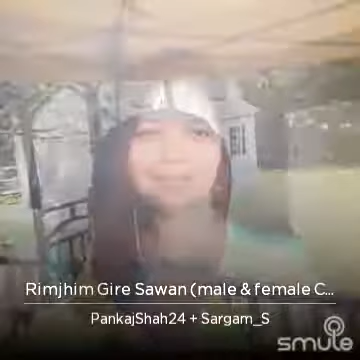 Rimjhim Gire Sawan (male & female C...
PankajShah24 + Sargam_S
smule